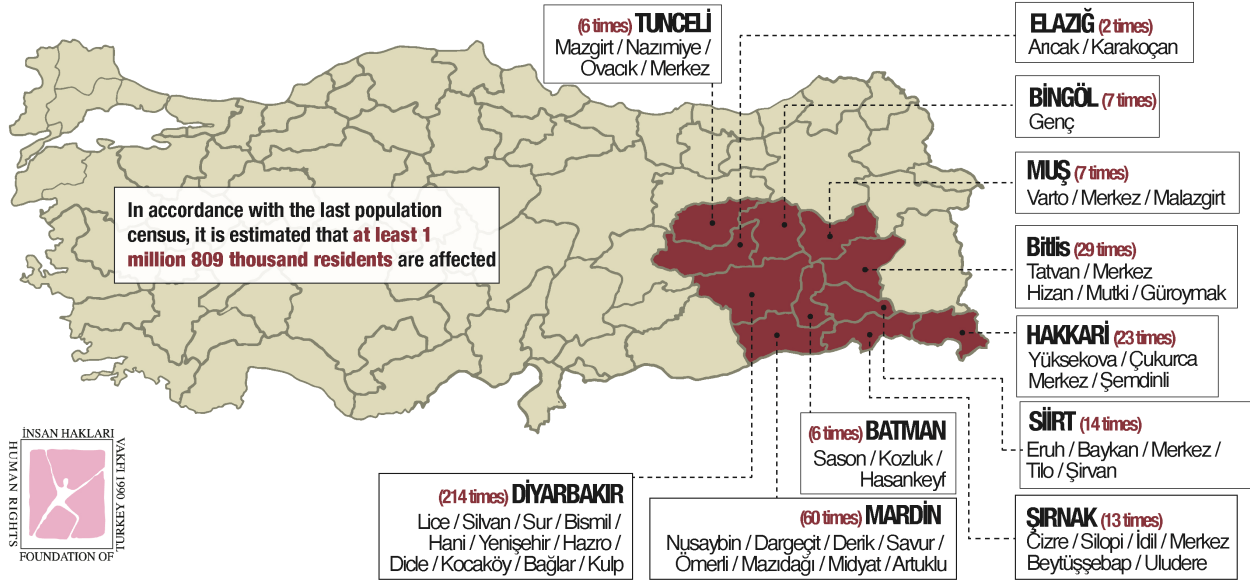 (6 times) TUNCELİ
Mazgirt / Nazımiye /
Ovacık / Merkez
ELAZIĞ (2 times)
Arıcak / Karakoçan
BİNGÖL (7 times)
Genç
MUŞ (7 times)
Varto / Merkez / Malazgirt
Bitlis (29 times)
Tatvan / Merkez
Hizan / Mutki / Güroymak
HAKKARİ (23 times)
Yüksekova / Çukurca
Merkez / Şemdinli
SİİRT (14 times)
Eruh / Baykan / Merkez /
Tilo / Şirvan
ŞIRNAK (13 times)
Cizre / Silopi / İdil / Merkez
Beytüşşebap / Uludere
In accordance with the last population
census, it is estimated that at least 1
million 809 thousand residents are affected
(6 times) BATMAN
Sason / Kozluk /
Hasankeyf
(214 times) DİYARBAKIR
Lice / Silvan / Sur / Bismil /
Hani / Yenişehir / Hazro /
Dicle / Kocaköy / Bağlar / Kulp
(60 times) MARDİN
Nusaybin / Dargeçit / Derik / Savur /
Ömerli / Mazıdağı / Midyat / Artuklu
İNSAN HAKLARI
VAKFI 1990 TURKEY
FOUNDATION OF
HUMAN RIGHTS